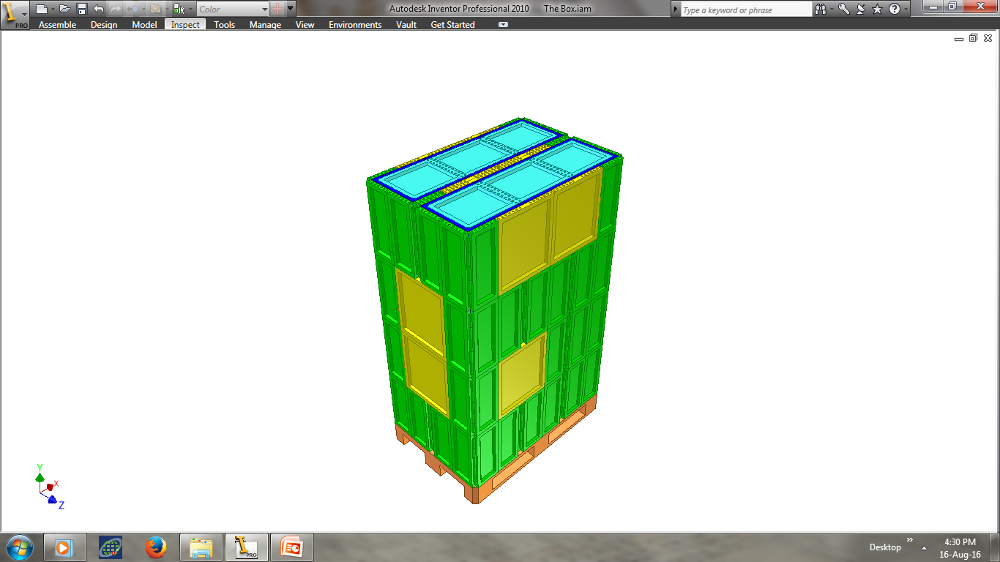 Color
Autodesk Inventor Professional 2010 The Box.iam
Type a keyword or phrase
PRO
Assemble Design Model Inspect Tools Manage View Environments Vault Get Started
Y
X
Z
PRO
Desktop
4:30 PM
16-Aug-16